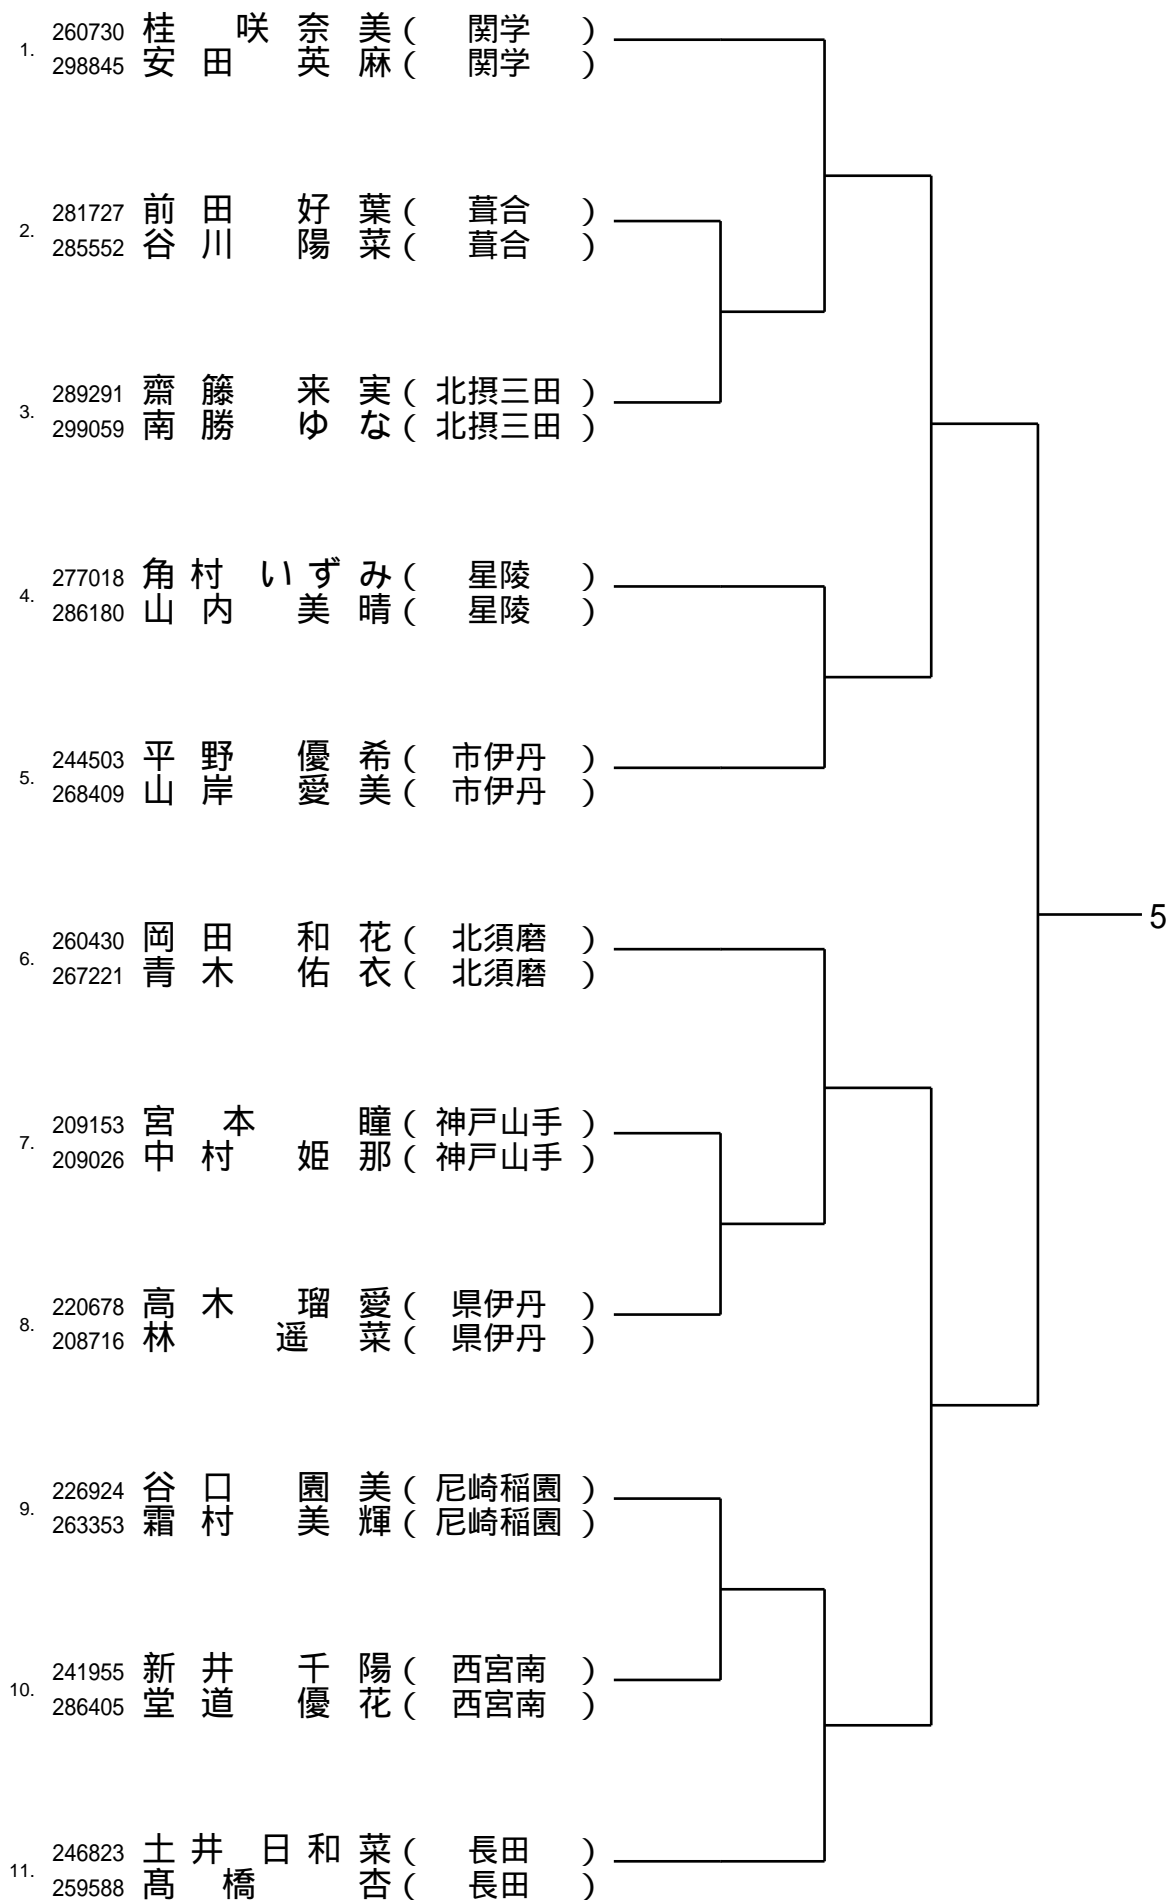 1. 260730 桂 咲奈美 ( 関学 )
298845 安田 英麻 ( 関学 )
2. 281727 前田 好葉 ( 葺合 )
285552 谷川 陽菜 ( 葺合 )
3. 289291 齋籐 来実 ( 北摂三田 )
299059 南勝 ゆな ( 北摂三田 )
4. 277018 角村 いずみ ( 星陵 )
286180 山内 美晴 ( 星陵 )
5. 244503 平野 優希 ( 市伊丹 )
268409 山岸 愛美 ( 市伊丹 )
5
6. 260430 岡田 和花 ( 北須磨 )
267221 青木 佑衣 ( 北須磨 )
7. 209153 宮本 瞳 ( 神戸山手 )
209026 中村 姫那 ( 神戸山手 )
8. 220678 高木 瑠愛 ( 県伊丹 )
208716 林 遥菜 ( 県伊丹 )
9. 226924 谷口 園美 ( 尼崎稲園 )
263353 霜村 美輝 ( 尼崎稲園 )
10. 241955 新井 千陽 ( 西宮南 )
286405 堂道 優花 ( 西宮南 )
11. 246823 土井 日和菜 ( 長田 )
259588 髙橋 杏 ( 長田 )